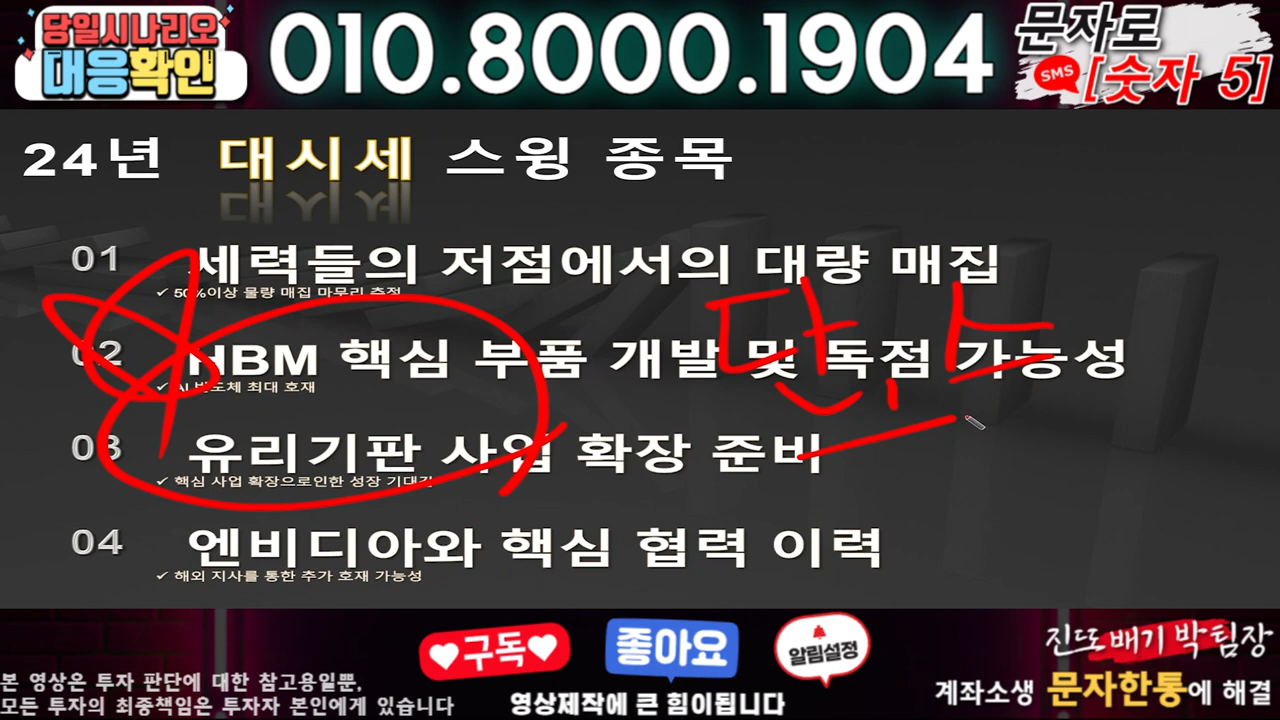 당일시나리오
대응확인
010.8000.1904
문자로
SMS
[숫자 5]
24년 대시세 스윙 종목
01 세력들의 저점에서의 대량 매집
✓ 50%이상 물량 매집 마무리 추정
02 HBM 핵심 부품 개발 및 독점 가능성
✓ AI 반도체 최대 호재
단.
03 유리기판 사업 확장 준비
✓ 핵심 사업 확장으로인한 성장 기대감
04 엔비디아와 핵심 협력 이력
✓ 해외 지사를 통한 추가 호재 가능성
구독
좋아요
알림설정
진또배기 박팀장
본 영상은 투자 판단에 대한 참고용일뿐,
모든 투자의 최종책임은 투자자 본인에게 있습니다
영상제작에 큰 힘이됩니다
계좌소생 문자한통에 해결